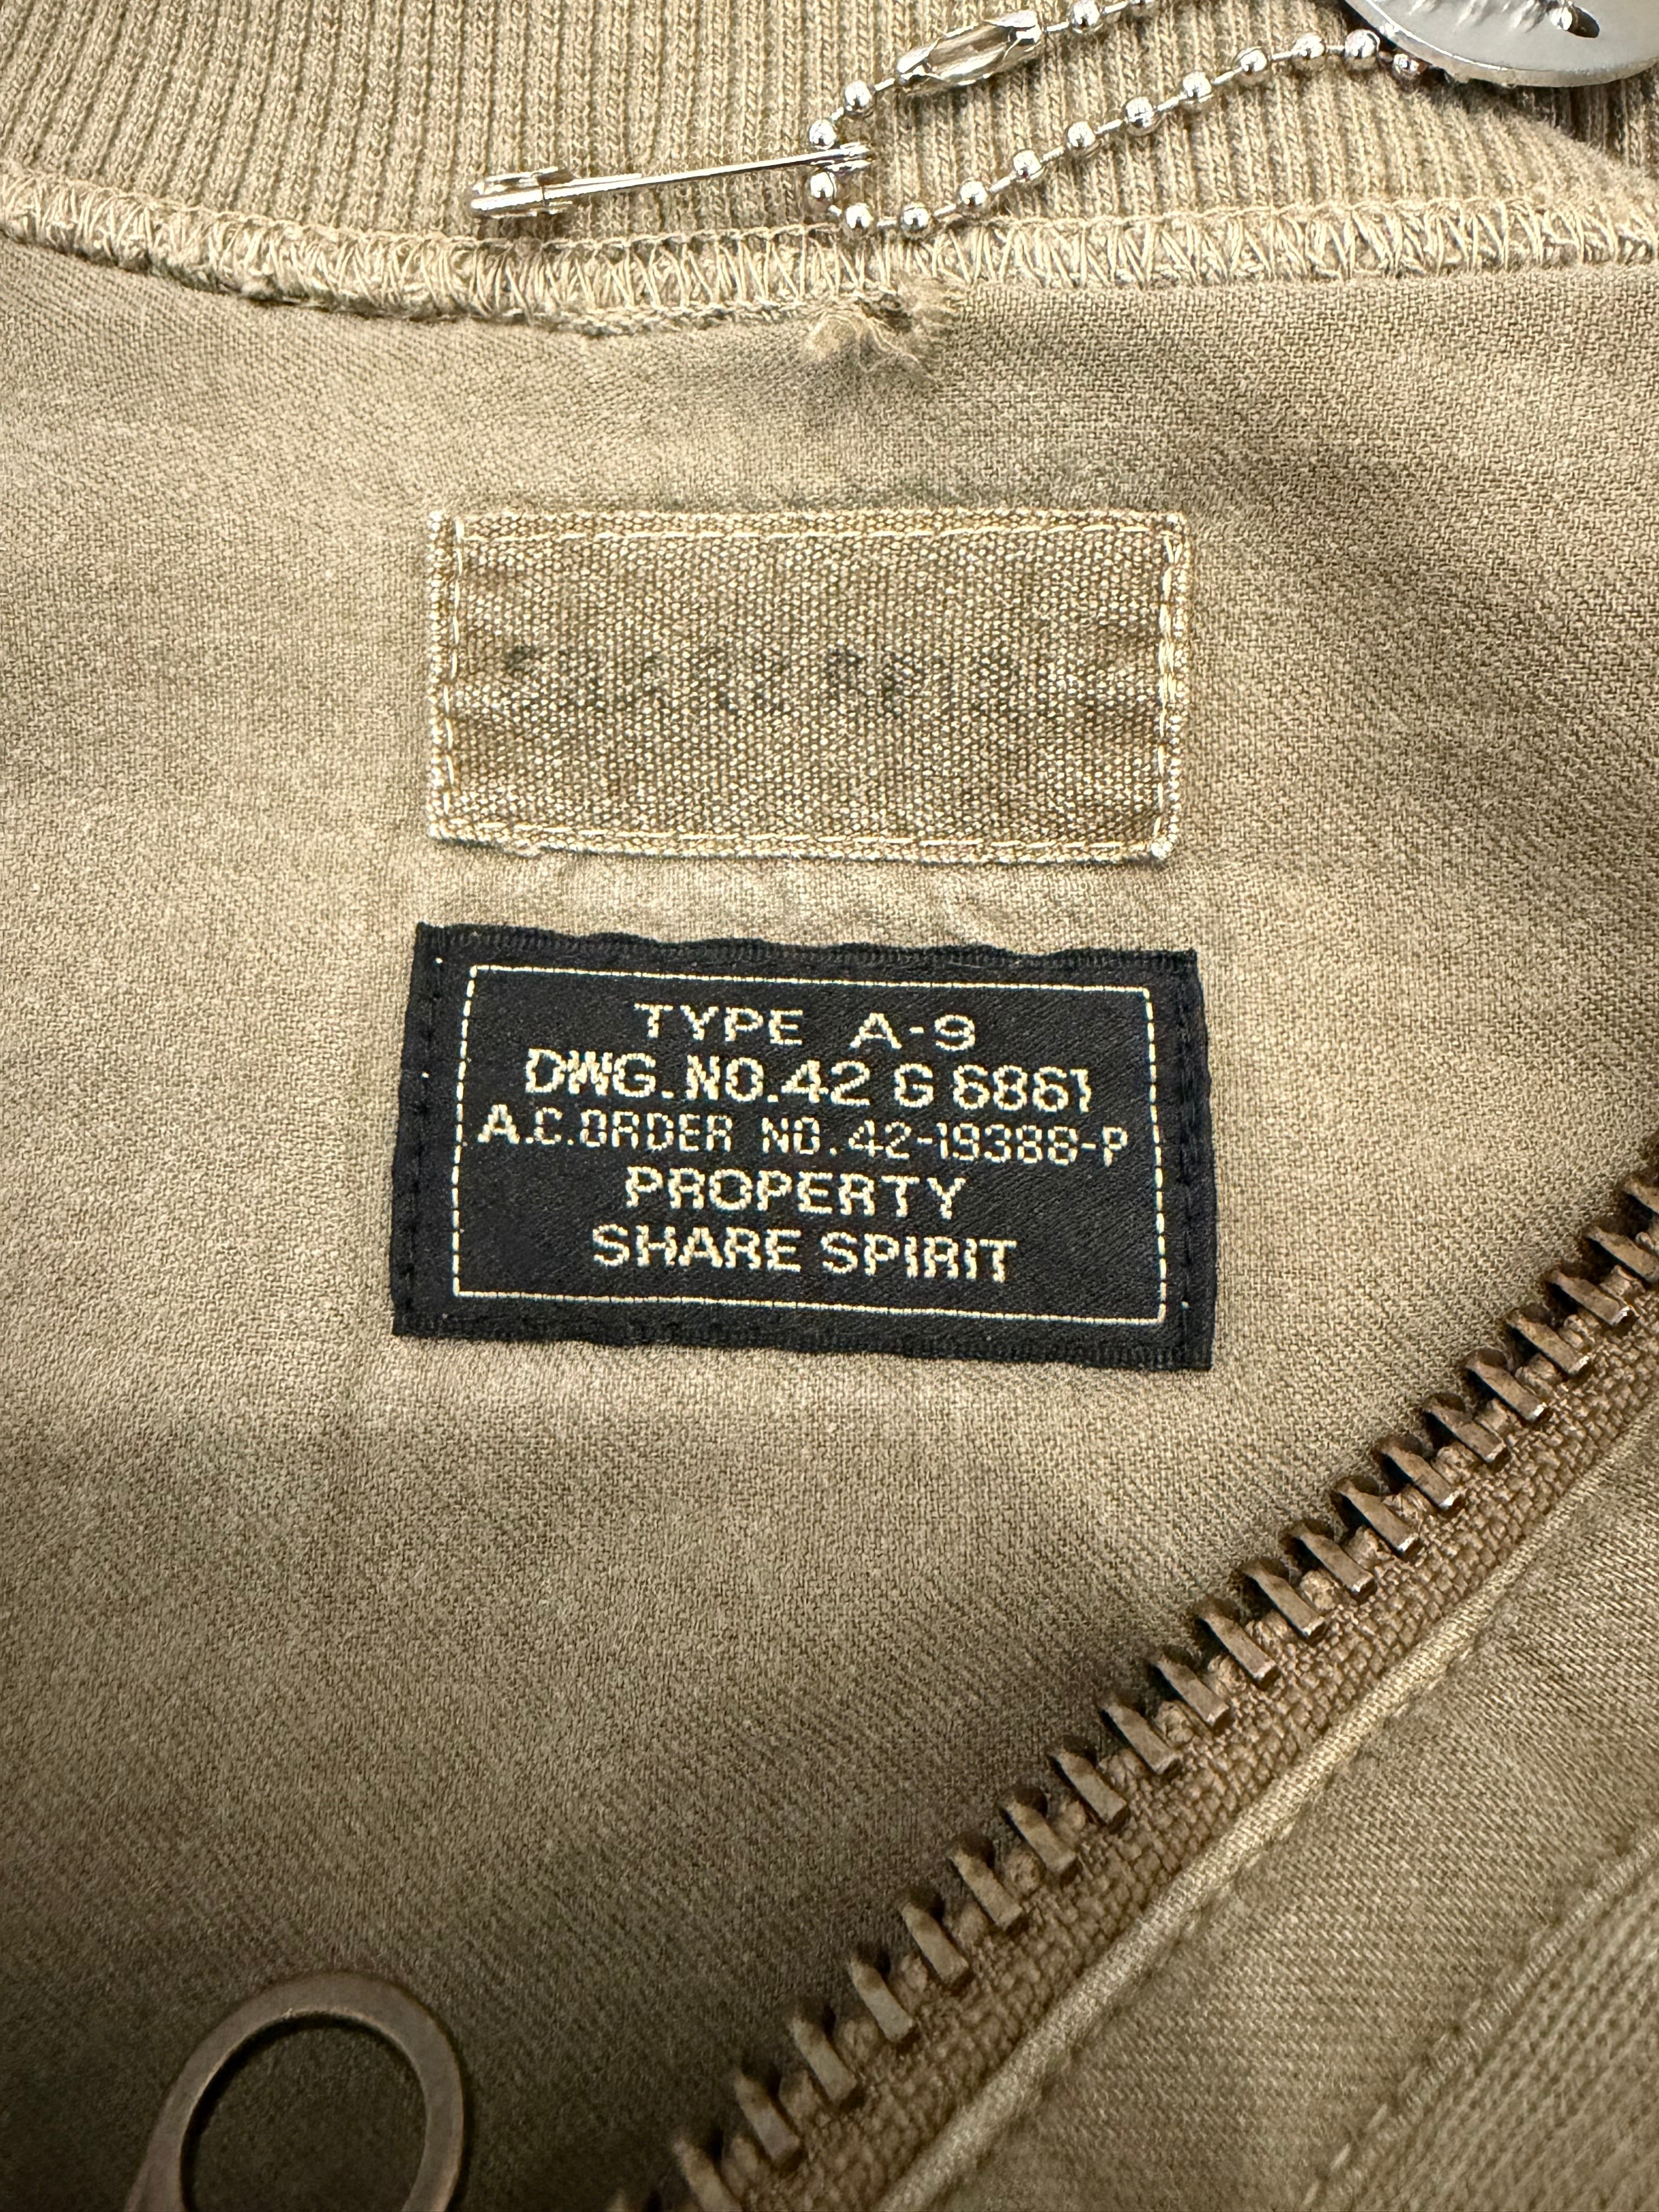 TYPE A-9
DWG.NO.42 G 6861
A.C.ORDER NO.42-19388-P
PROPERTY
SHARE SPIRIT